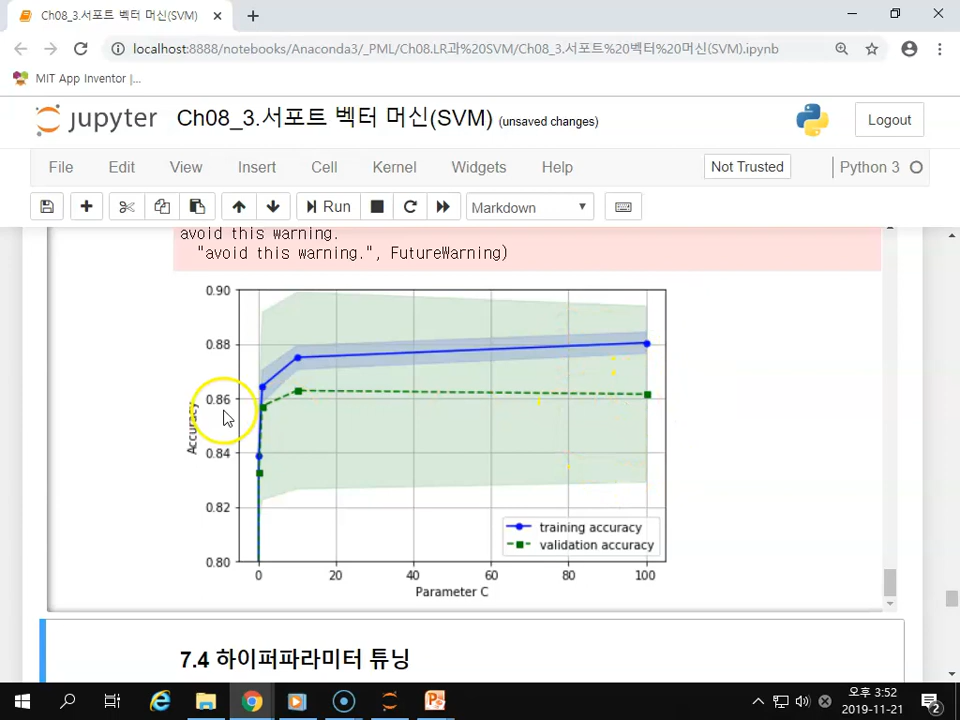 Ch08_3.서포트 벡터 머신(SVM)
localhost:8888/notebooks/Anaconda3/_PML/Ch08.LR과%20SVM/Ch08_3.서포트%20벡터%20머신(SVM).ipynb
MIT App Inventor |...
jupyter Ch08_3.서포트 벡터 머신(SVM) (unsaved changes) Logout
File Edit View Insert Cell Kernel Widgets Help Not Trusted Python 3
Run Markdown
avoid this warning.
"avoid this warning.", FutureWarning)
0.90
0.88
0.86
0.84
0.82
0.80
Accuracy
training accuracy
validation accuracy
0 20 40 60 80 100
Parameter C
7.4 하이퍼파라미터 튜닝
오후 3:52
2019-11-21
2